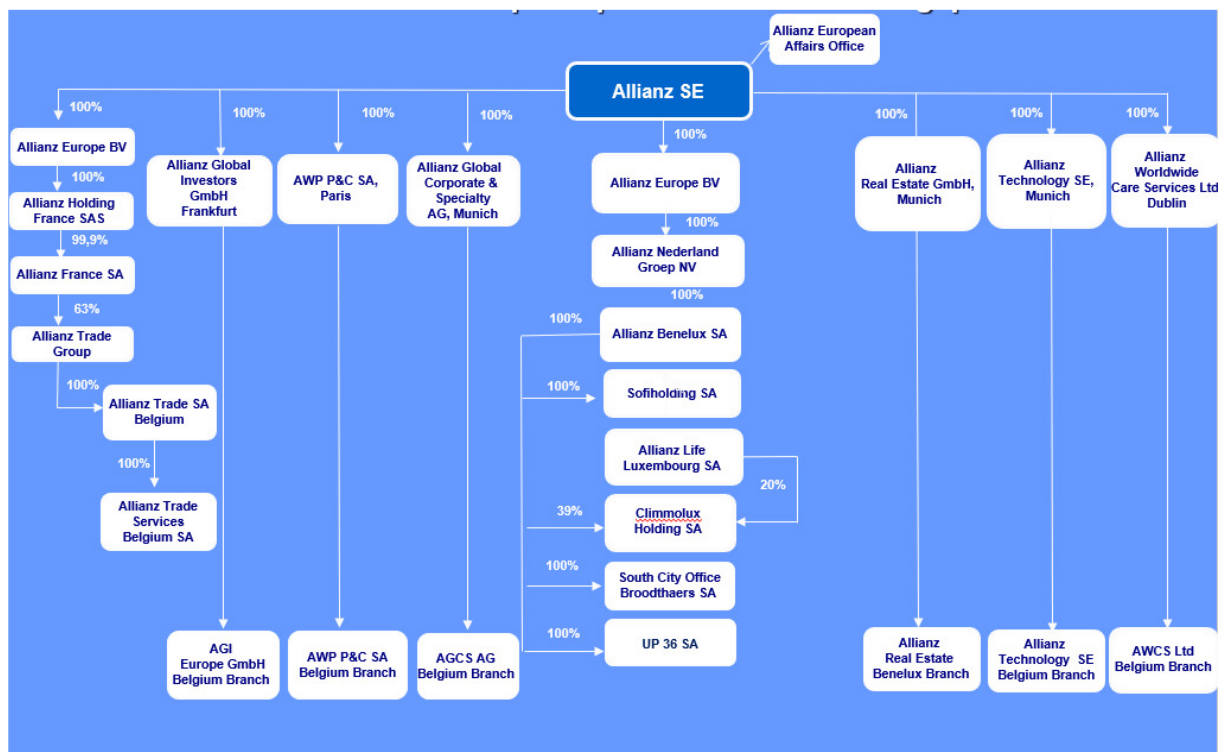 Allianz European
Affairs Office
Allianz SE
100%
100%
100%
100%
100%
100%
100%
100%
Allianz Europe BV
100%
Allianz Holding
France SAS
99,9%
Allianz France SA
63%
Allianz Trade
Group
100%
Allianz Trade SA
Belgium
100%
Allianz Trade
Services
Belgium SA
Allianz Global
Investors
GmbH
Frankfurt
AWP P&C SA,
Paris
Allianz Global
Corporate &
Specialty
AG, Munich
Allianz Europe BV
100%
Allianz Nederland
Groep NV
100%
100%
Allianz Benelux SA
100%
Sofiholding SA
Allianz Life
Luxembourg SA
20%
39%
Climmolux
Holding SA
100%
South City Office
Broodthaers SA
100%
UP 36 SA
Allianz
Real Estate GmbH,
Munich
Allianz
Technology SE,
Munich
Allianz
Worldwide
Care Services Ltd
Dublin
AGI
Europe GmbH
Belgium Branch
AWP P&C SA
Belgium Branch
AGCS AG
Belgium Branch
Allianz
Real Estate
Benelux Branch
Allianz
Technology SE
Belgium Branch
AWCS Ltd
Belgium Branch